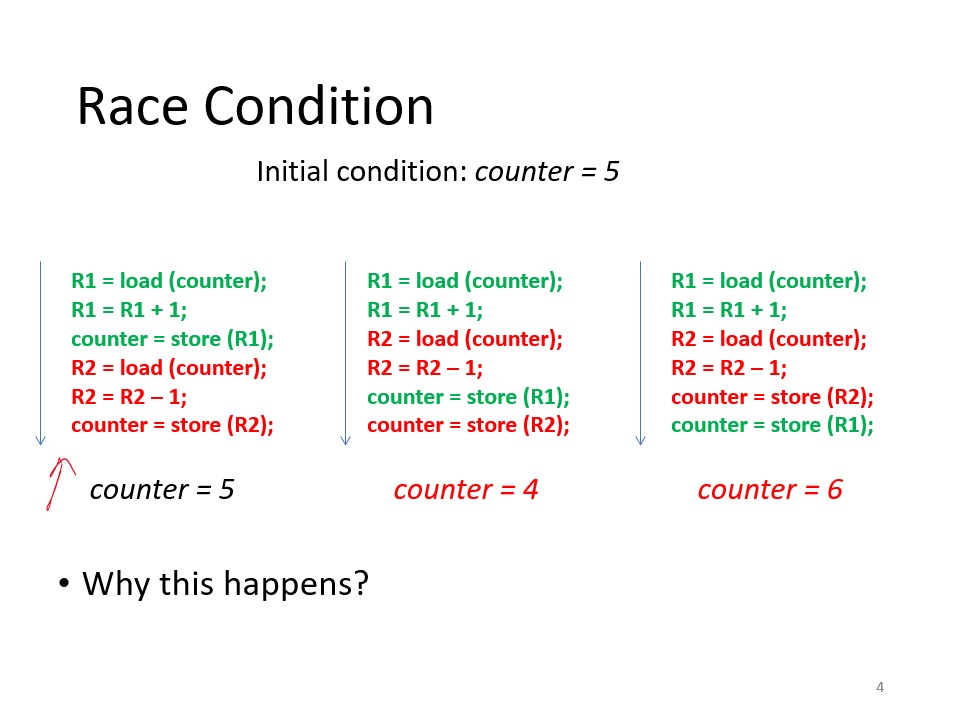 Race Condition
Initial condition: counter = 5
R1 = load (counter);
R1 = R1 + 1;
counter = store (R1);
R2 = load (counter);
R2 = R2 – 1;
counter = store (R2);
counter = 5
R1 = load (counter);
R1 = R1 + 1;
R2 = load (counter);
R2 = R2 – 1;
counter = store (R1);
counter = store (R2);
counter = 4
R1 = load (counter);
R1 = R1 + 1;
R2 = load (counter);
R2 = R2 – 1;
counter = store (R2);
counter = store (R1);
counter = 6
• Why this happens?
4